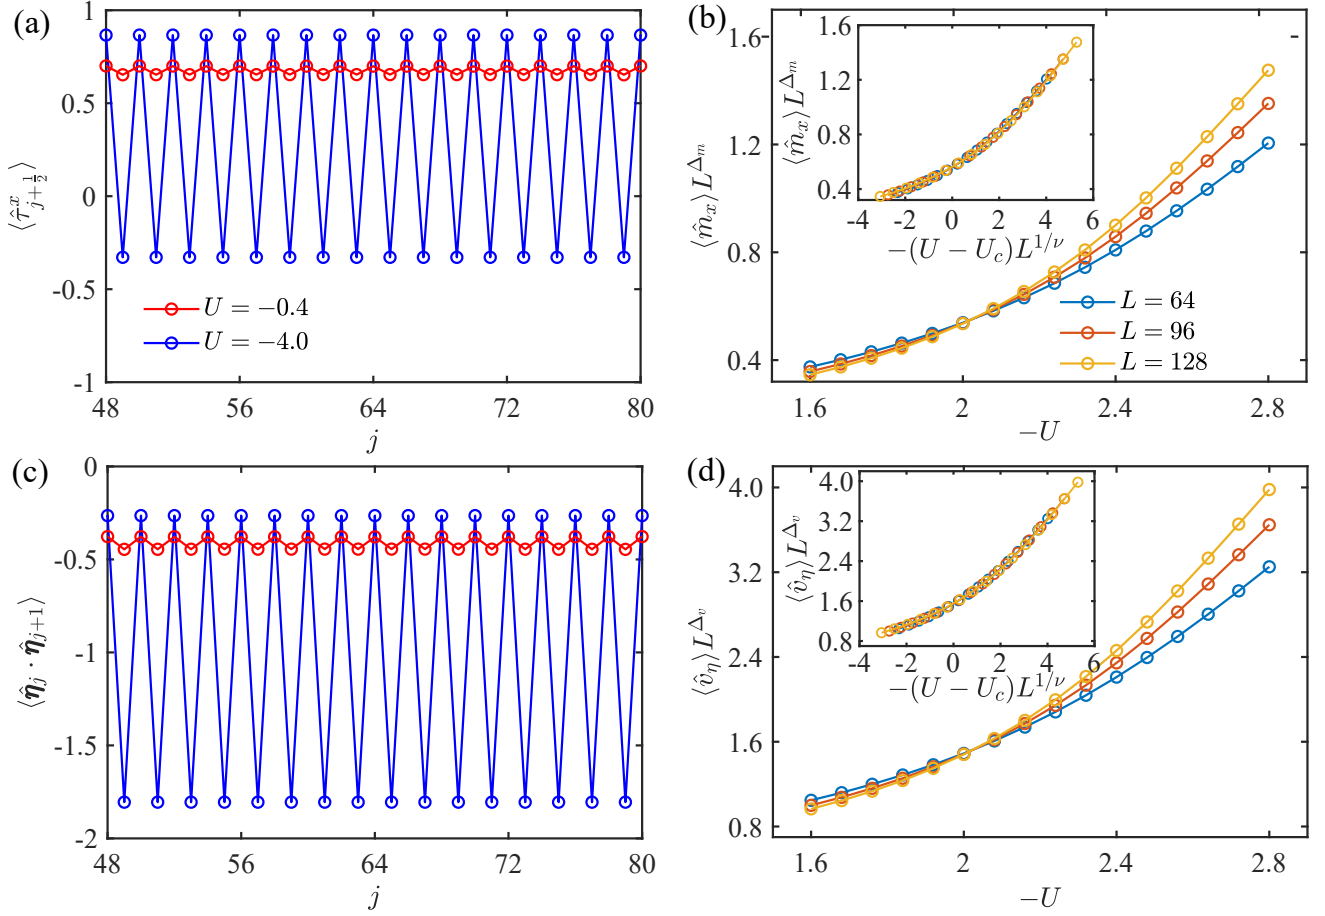 (a)
1
0.5
0
-0.5
-1
⟨τ̂ˣ_{j+1/2}⟩
U = −0.4
U = −4.0
48 56 64 72 80
j
(b)
1.6
1.2
0.8
0.4
⟨m̂_x⟩L^{Δ_m}
1.6 2 2.4 2.8
−U
L = 64
L = 96
L = 128
1.6
1.2
0.8
0.4
⟨m̂_x⟩L^{Δ_m}
-4 -2 0 2 4 6
−(U − U_c)L^{1/ν}
(c)
0
-0.5
-1
-1.5
-2
⟨η̂_j · η̂_{j+1}⟩
48 56 64 72 80
j
(d)
4.0
3.2
2.4
1.6
0.8
⟨v̂_η⟩L^{Δ_v}
1.6 2 2.4 2.8
−U
4.0
3.2
2.4
1.6
0.8
⟨v̂_η⟩L^{Δ_v}
-4 -2 0 2 4 6
−(U − U_c)L^{1/ν}